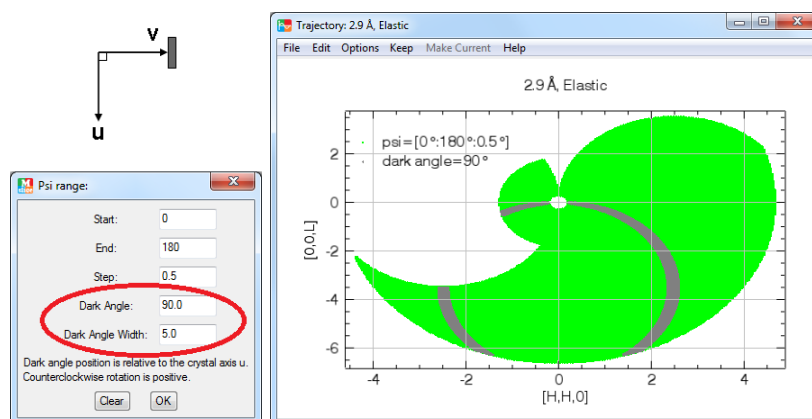 v
u
Psi range:
Start: 0
End: 180
Step: 0.5
Dark Angle: 90.0
Dark Angle Width: 5.0
Dark angle position is relative to the crystal axis u.
Counterclockwise rotation is positive.
Clear OK
Trajectory: 2.9 Å, Elastic
File Edit Options Keep Make Current Help
2.9 Å, Elastic
psi=[0°:180°:0.5°]
dark angle=90°
[0,0,L]
2
0
-2
-4
-6
-4 -2 0 2 4
[H,H,0]